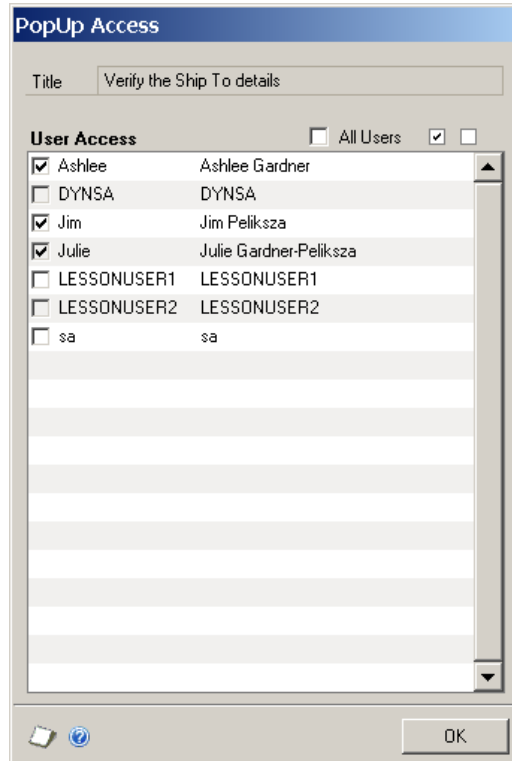 PopUp Access
Title Verify the Ship To details
User Access All Users
Ashlee Ashlee Gardner
DYNSA DYNSA
Jim Jim Peliksza
Julie Julie Gardner-Peliksza
LESSONUSER1 LESSONUSER1
LESSONUSER2 LESSONUSER2
sa sa
OK